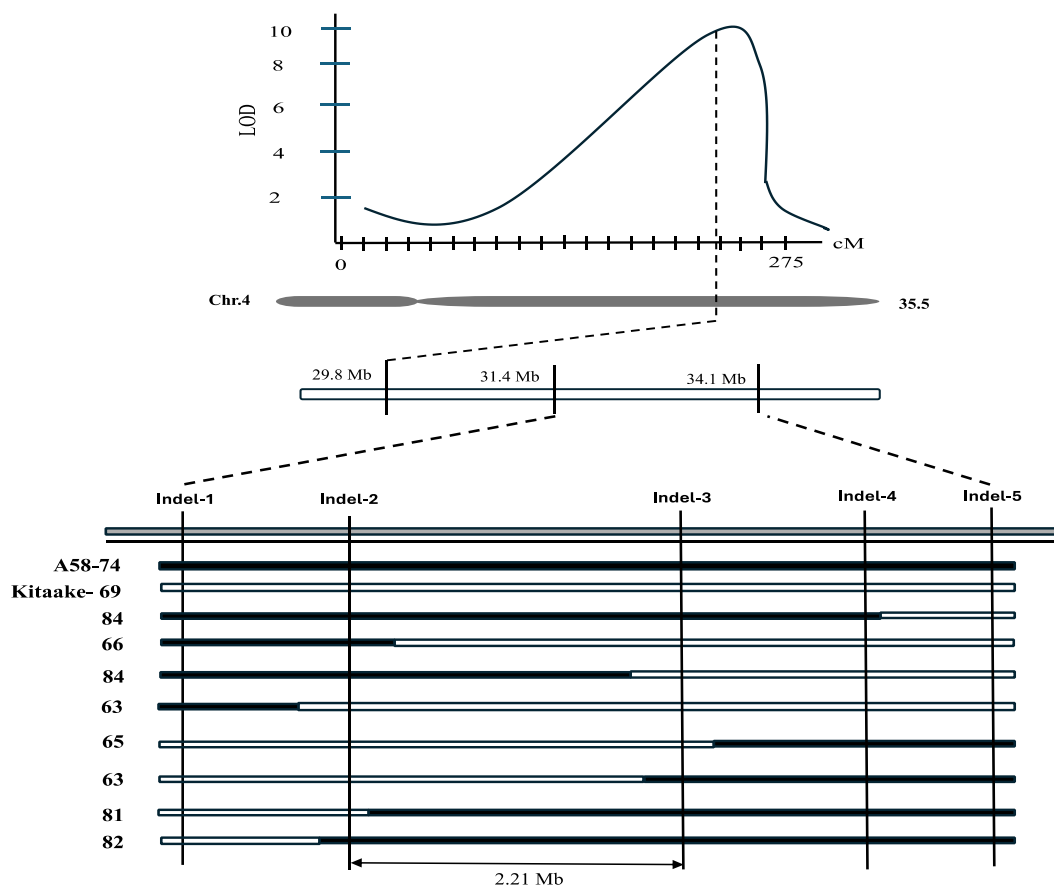 10
8
6
4
2
LOD
cM
0
275
Chr.4
35.5
29.8 Mb
31.4 Mb
34.1 Mb
Indel-1
Indel-2
Indel-3
Indel-4
Indel-5
A58-74
Kitaake- 69
84
66
84
63
65
63
81
82
2.21 Mb